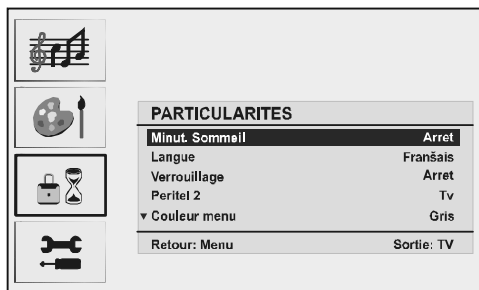 PARTICULARITES
Minut. Sommeil Arret
Langue Franšais
Verrouillage Arret
Peritel 2 Tv
▾ Couleur menu Gris
Retour: Menu Sortie: TV